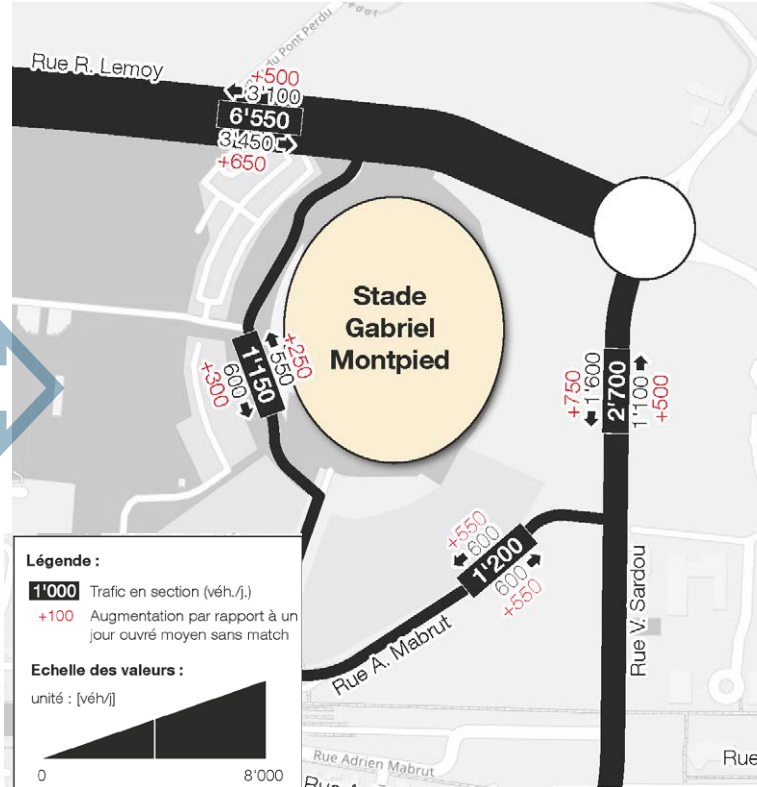 du Pont Perdu
Rue R. Lemoy
+500
3'100
6'550
3'450
+650
Stade
Gabriel
Montpied
+250
550
1'150
600
+300
+750
1'600
2'700
1'100
+500
+550
600
1'200
600
+550
Rue V. Sardou
Rue A. Mabrut
Légende :
1'000 Trafic en section (véh./j.)
+100 Augmentation par rapport à un
jour ouvré moyen sans match
Echelle des valeurs :
unité : [véh/j]
0 8'000
Rue Adrien Mabrut
Rue